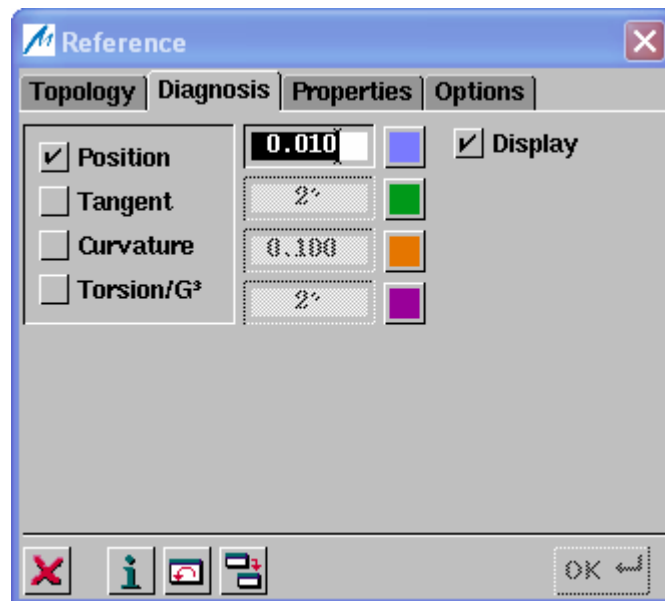 Reference
Topology Diagnosis Properties Options
Position 0.010 Display
Tangent 2°
Curvature 0.100
Torsion/G³ 2°
OK